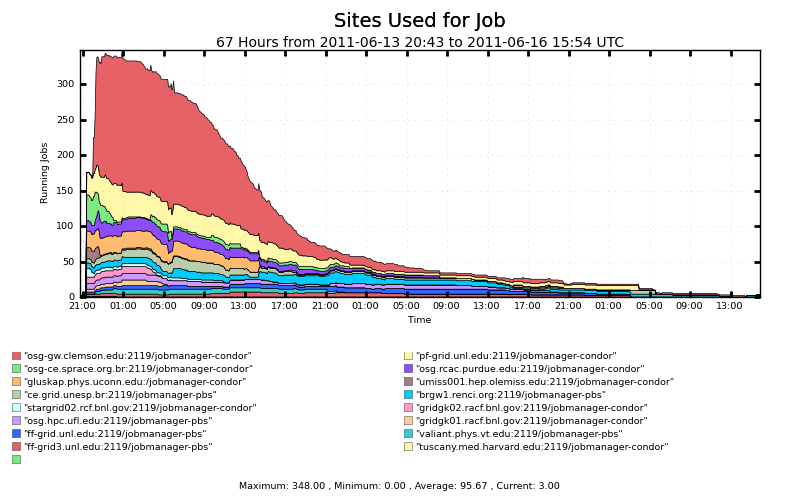 Sites Used for Job
67 Hours from 2011-06-13 20:43 to 2011-06-16 15:54 UTC
Running Jobs
300
250
200
150
100
50
0
21:00 01:00 05:00 09:00 13:00 17:00 21:00 01:00 05:00 09:00 13:00 17:00 21:00 01:00 05:00 09:00 13:00
Time
"osg-gw.clemson.edu:2119/jobmanager-condor" "pf-grid.unl.edu:2119/jobmanager-condor"
"osg-ce.sprace.org.br:2119/jobmanager-condor" "osg.rcac.purdue.edu:2119/jobmanager-condor"
"gluskap.phys.uconn.edu:/jobmanager-condor" "umiss001.hep.olemiss.edu:2119/jobmanager-condor"
"ce.grid.unesp.br:2119/jobmanager-pbs" "brgw1.renci.org:2119/jobmanager-pbs"
"stargrid02.rcf.bnl.gov:2119/jobmanager-condor" "gridgk02.racf.bnl.gov:2119/jobmanager-condor"
"osg.hpc.ufl.edu:2119/jobmanager-pbs" "gridgk01.racf.bnl.gov:2119/jobmanager-condor"
"ff-grid.unl.edu:2119/jobmanager-pbs" "valiant.phys.vt.edu:2119/jobmanager-pbs"
"ff-grid3.unl.edu:2119/jobmanager-pbs" "tuscany.med.harvard.edu:2119/jobmanager-condor"
Maximum: 348.00 , Minimum: 0.00 , Average: 95.67 , Current: 3.00